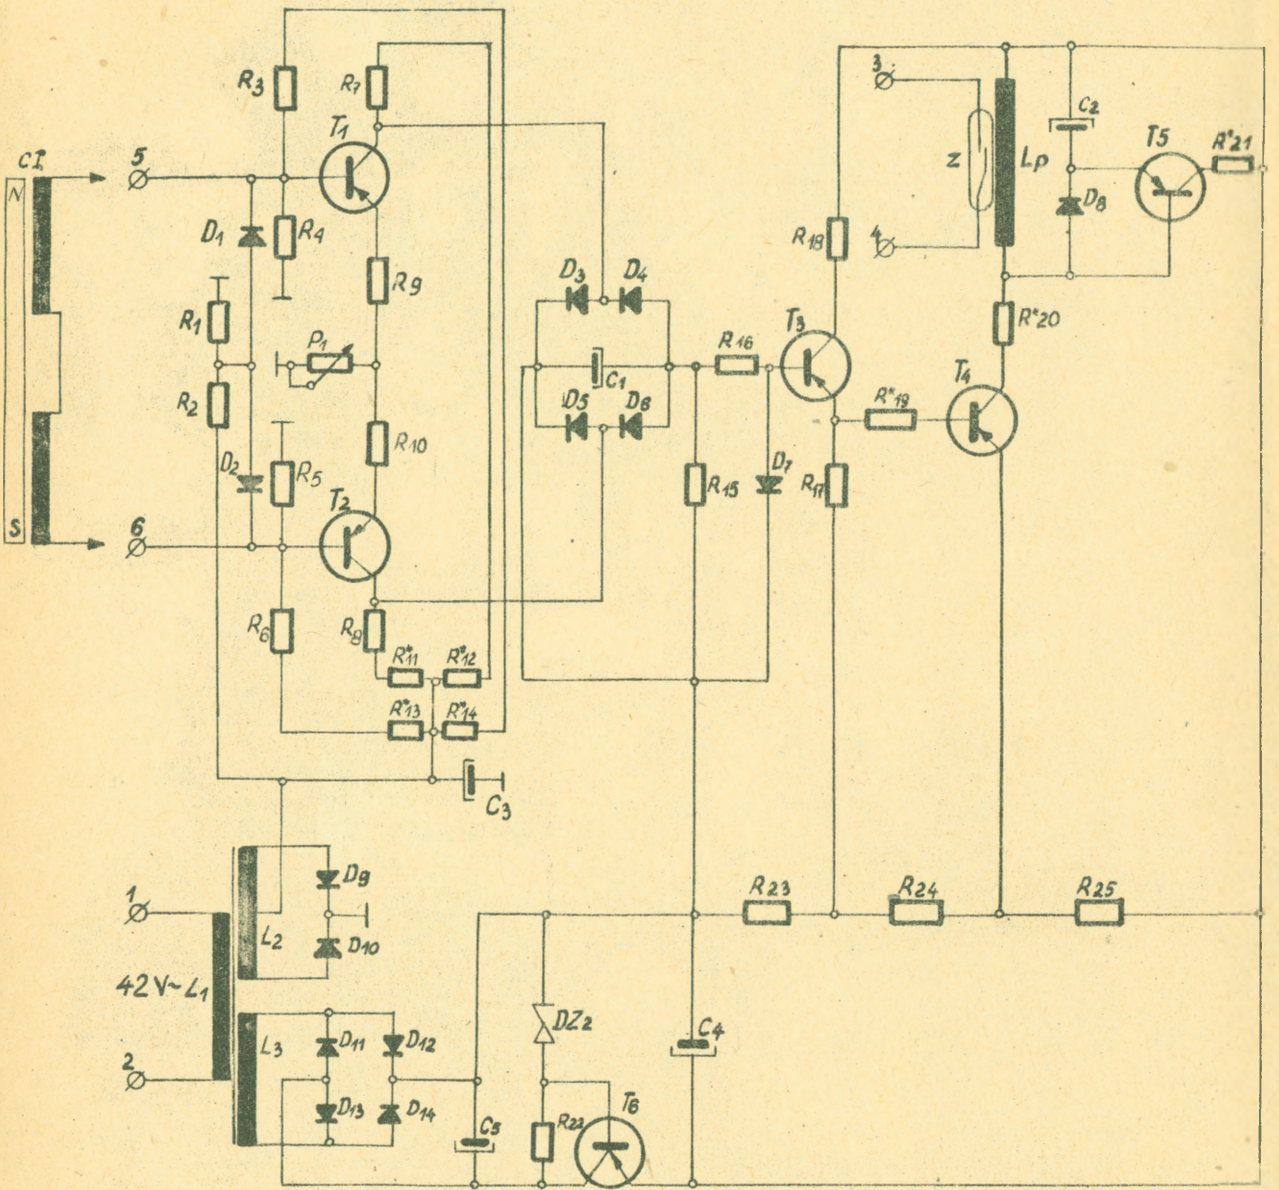 CI
N
S
5
6
R3
R7
T1
D1
R4
R1
R9
P1
R2
R10
D2
R5
T2
R6
R8
R*11
R*12
R*13
R*14
C3
D3
D4
C1
D5
D6
R16
T3
R18
R15
D7
R17
R*19
T4
3
4
Z
Lp
C2
T5
R*21
D8
R*20
1
2
42V~L1
L2
D9
D10
L3
D11
D12
D13
D14
C5
DZ2
R22
T6
C4
R23
R24
R25